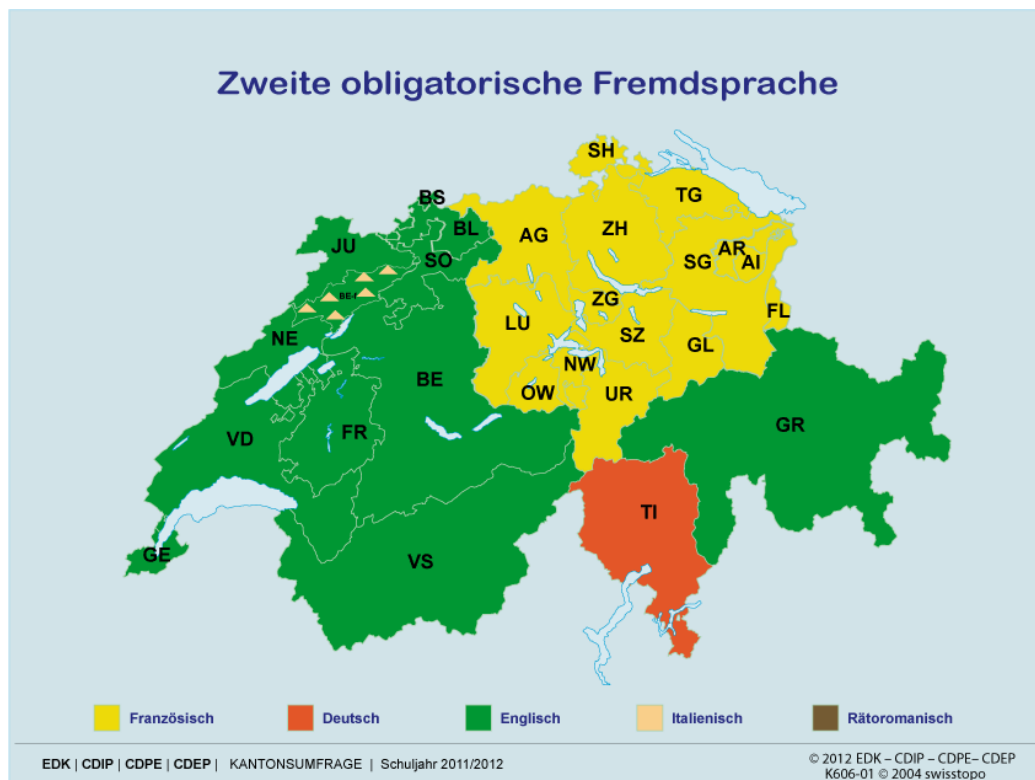 Zweite obligatorische Fremdsprache
SH
TG
BS
BL
AG
ZH
JU
SO
SG
AR
AI
BE-f
ZG
FL
LU
SZ
NE
GL
NW
BE
OW
UR
GR
VD
FR
TI
GE
VS
Französisch
Deutsch
Englisch
Italienisch
Rätoromanisch
EDK | CDIP | CDPE | CDEP | KANTONSUMFRAGE | Schuljahr 2011/2012
© 2012 EDK – CDIP – CDPE– CDEP
K606-01 © 2004 swisstopo